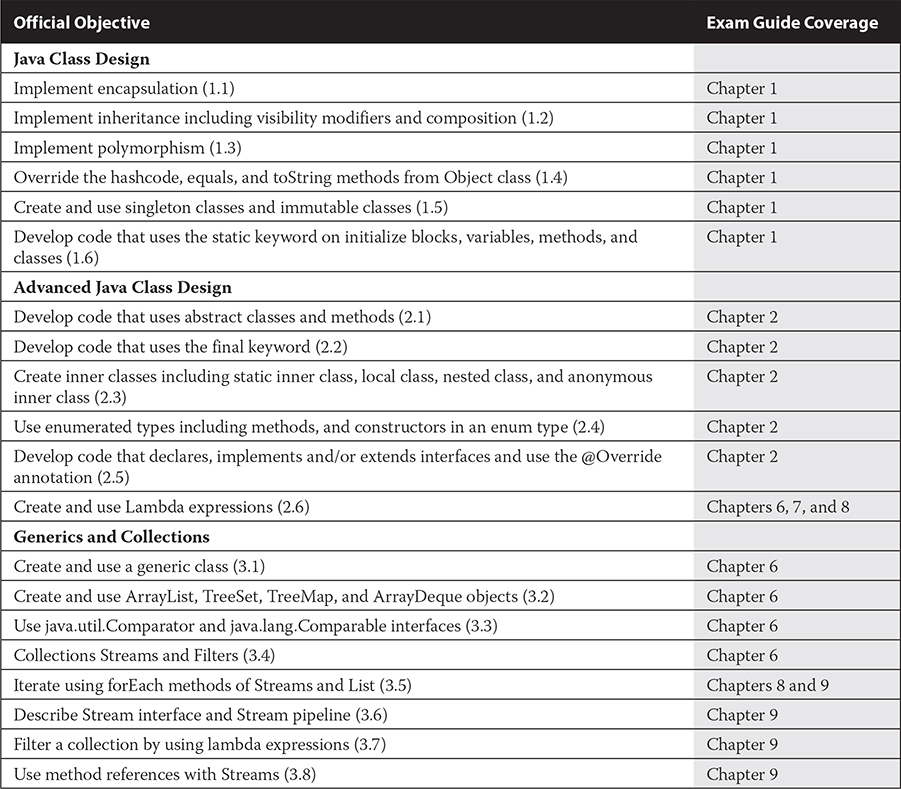 Official Objective Exam Guide Coverage
Java Class Design
Implement encapsulation (1.1) Chapter 1
Implement inheritance including visibility modifiers and composition (1.2) Chapter 1
Implement polymorphism (1.3) Chapter 1
Override the hashcode, equals, and toString methods from Object class (1.4) Chapter 1
Create and use singleton classes and immutable classes (1.5) Chapter 1
Develop code that uses the static keyword on initialize blocks, variables, methods, and Chapter 1
classes (1.6)
Advanced Java Class Design
Develop code that uses abstract classes and methods (2.1) Chapter 2
Develop code that uses the final keyword (2.2) Chapter 2
Create inner classes including static inner class, local class, nested class, and anonymous Chapter 2
inner class (2.3)
Use enumerated types including methods, and constructors in an enum type (2.4) Chapter 2
Develop code that declares, implements and/or extends interfaces and use the @Override Chapter 2
annotation (2.5)
Create and use Lambda expressions (2.6) Chapters 6, 7, and 8
Generics and Collections
Create and use a generic class (3.1) Chapter 6
Create and use ArrayList, TreeSet, TreeMap, and ArrayDeque objects (3.2) Chapter 6
Use java.util.Comparator and java.lang.Comparable interfaces (3.3) Chapter 6
Collections Streams and Filters (3.4) Chapter 6
Iterate using forEach methods of Streams and List (3.5) Chapters 8 and 9
Describe Stream interface and Stream pipeline (3.6) Chapter 9
Filter a collection by using lambda expressions (3.7) Chapter 9
Use method references with Streams (3.8) Chapter 9